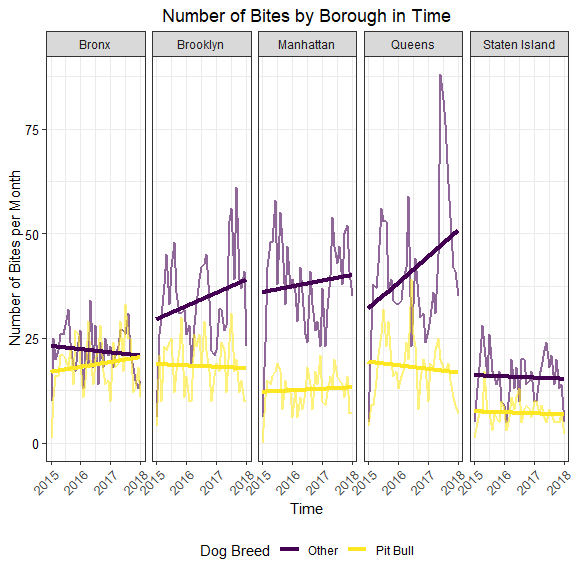 Number of Bites by Borough in Time
Bronx Brooklyn Manhattan Queens Staten Island
Number of Bites per Month
75
50
25
0
2015 2016 2017 2018 2015 2016 2017 2018 2015 2016 2017 2018 2015 2016 2017 2018 2015 2016 2017 2018
Time
Dog Breed Other Pit Bull